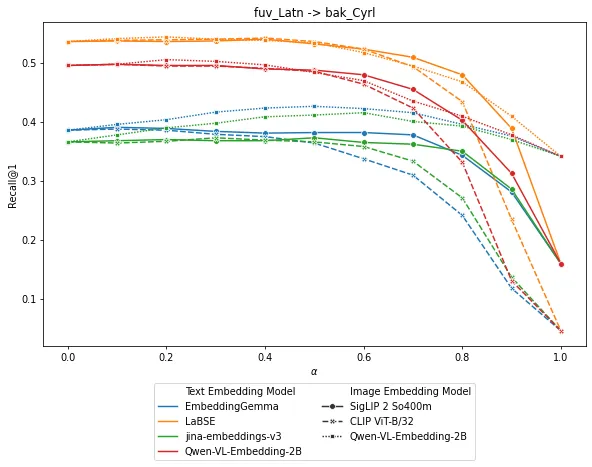 fuv_Latn -> bak_Cyrl
Recall@1
0.5
0.4
0.3
0.2
0.1
0.0 0.2 0.4 0.6 0.8 1.0
α
Text Embedding Model Image Embedding Model
EmbeddingGemma SigLIP 2 So400m
LaBSE CLIP ViT-B/32
jina-embeddings-v3 Qwen-VL-Embedding-2B
Qwen-VL-Embedding-2B